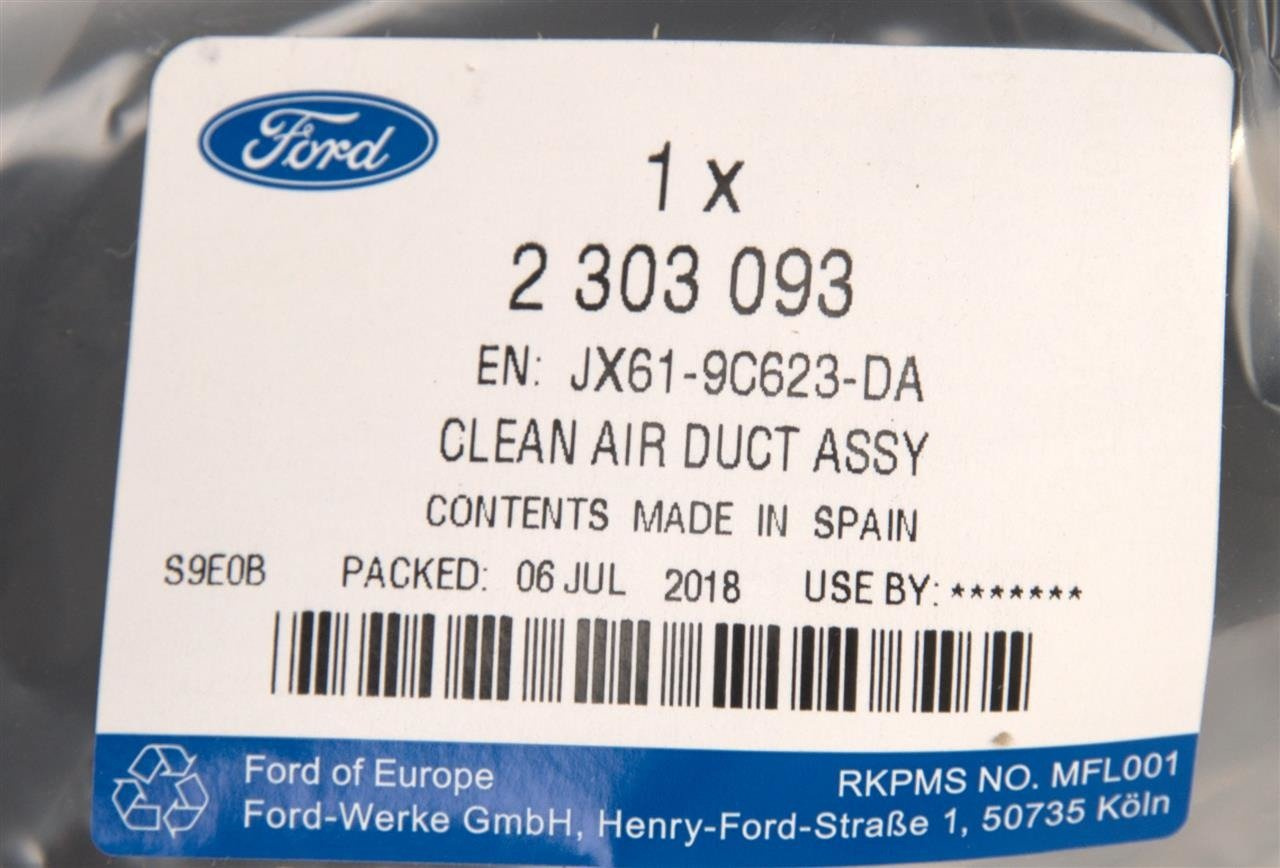 Ford
1 x
2 303 093
EN: JX61-9C623-DA
CLEAN AIR DUCT ASSY
CONTENTS MADE IN SPAIN
S9E0B PACKED: 06 JUL 2018 USE BY: *******
Ford of Europe RKPMS NO. MFL001
Ford-Werke GmbH, Henry-Ford-Straße 1, 50735 Köln